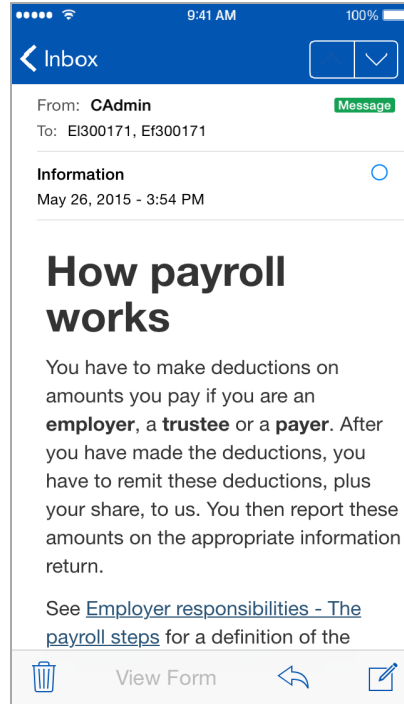 9:41 AM 100%
Inbox
From: CAdmin Message
To: El300171, Ef300171
Information
May 26, 2015 - 3:54 PM
How payroll
works
You have to make deductions on
amounts you pay if you are an
employer, a trustee or a payer. After
you have made the deductions, you
have to remit these deductions, plus
your share, to us. You then report these
amounts on the appropriate information
return.
See Employer responsibilities - The
payroll steps for a definition of the
View Form